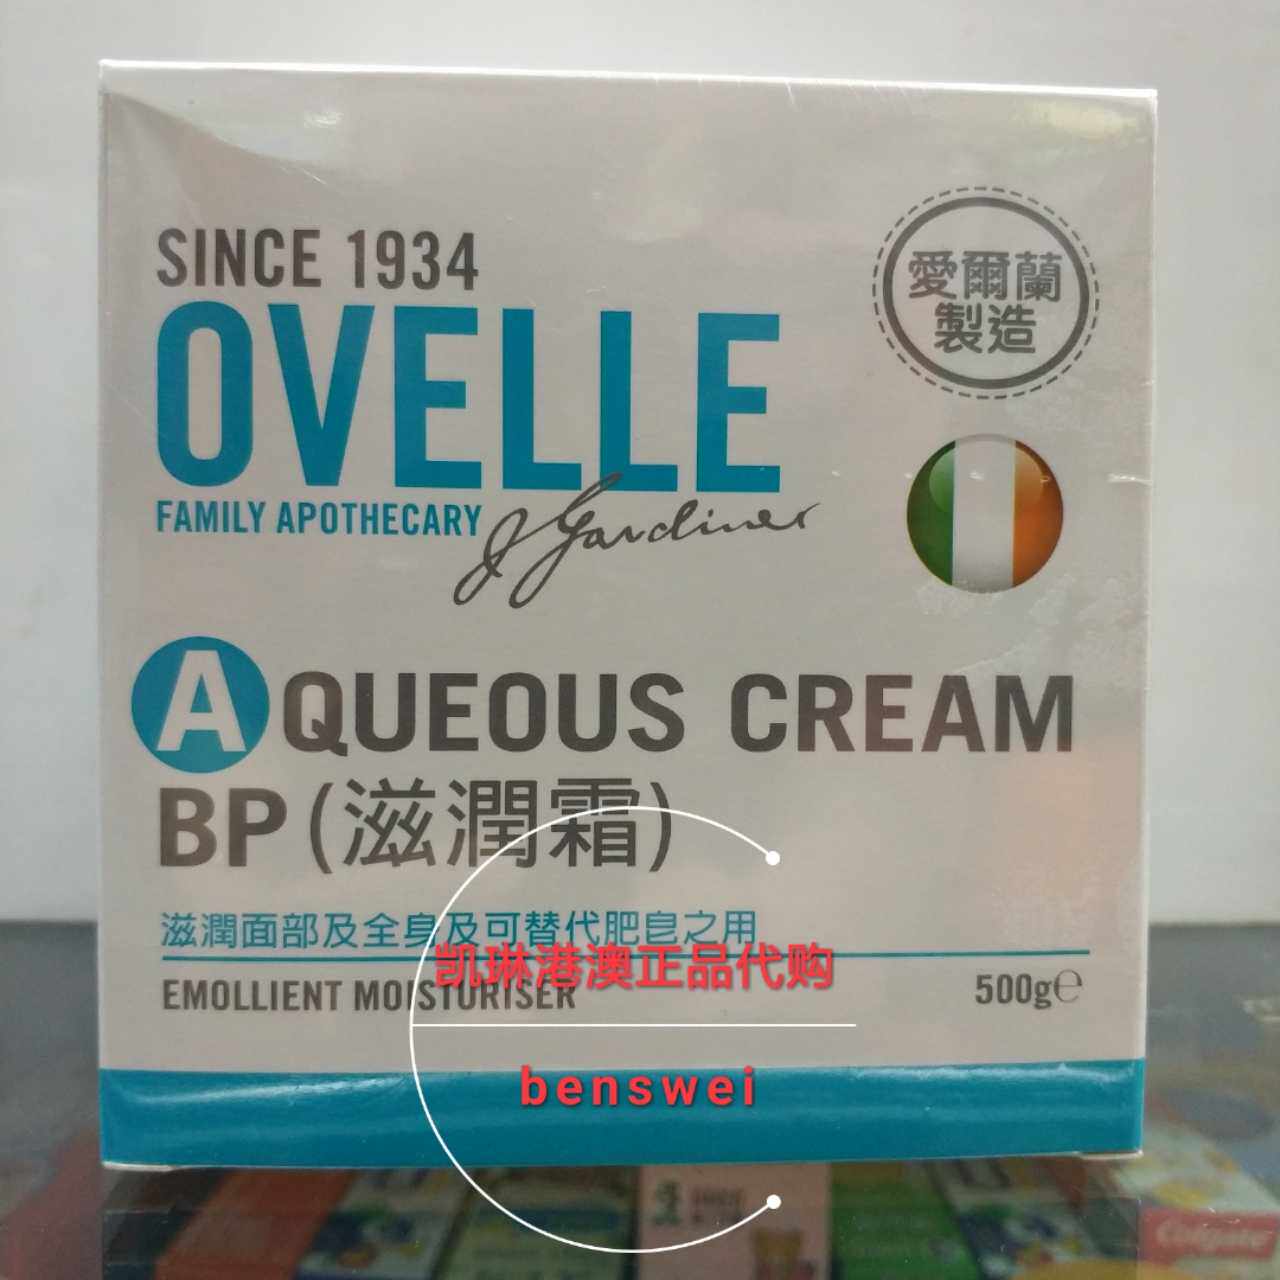 SINCE 1934
OVELLE
FAMILY APOTHECARY
J Gardiner
愛爾蘭
製造
AQUEOUS CREAM
BP(滋潤霜)
滋潤面部及全身及可替代肥皂之用
凯琳港澳正品代购
EMOLLIENT MOISTURISER
500g℮
benswei
Colgate